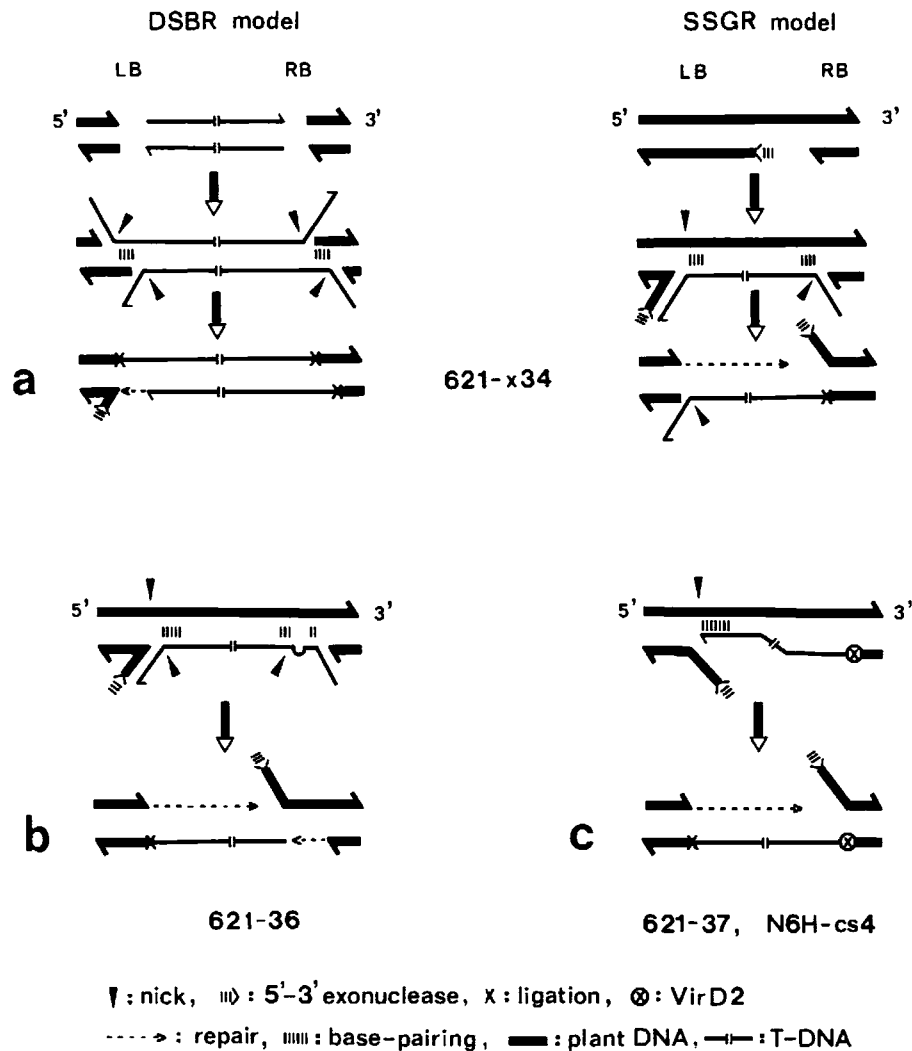 DSBR model
SSGR model
LB RB
LB RB
5' 3'
5' 3'
a
621-x34
5' 3'
5' 3'
b
c
621-36
621-37, N6H-cs4
: nick, : 5'-3' exonuclease, x : ligation, ⊗ : VirD2
----> : repair, : base-pairing, : plant DNA, : T-DNA